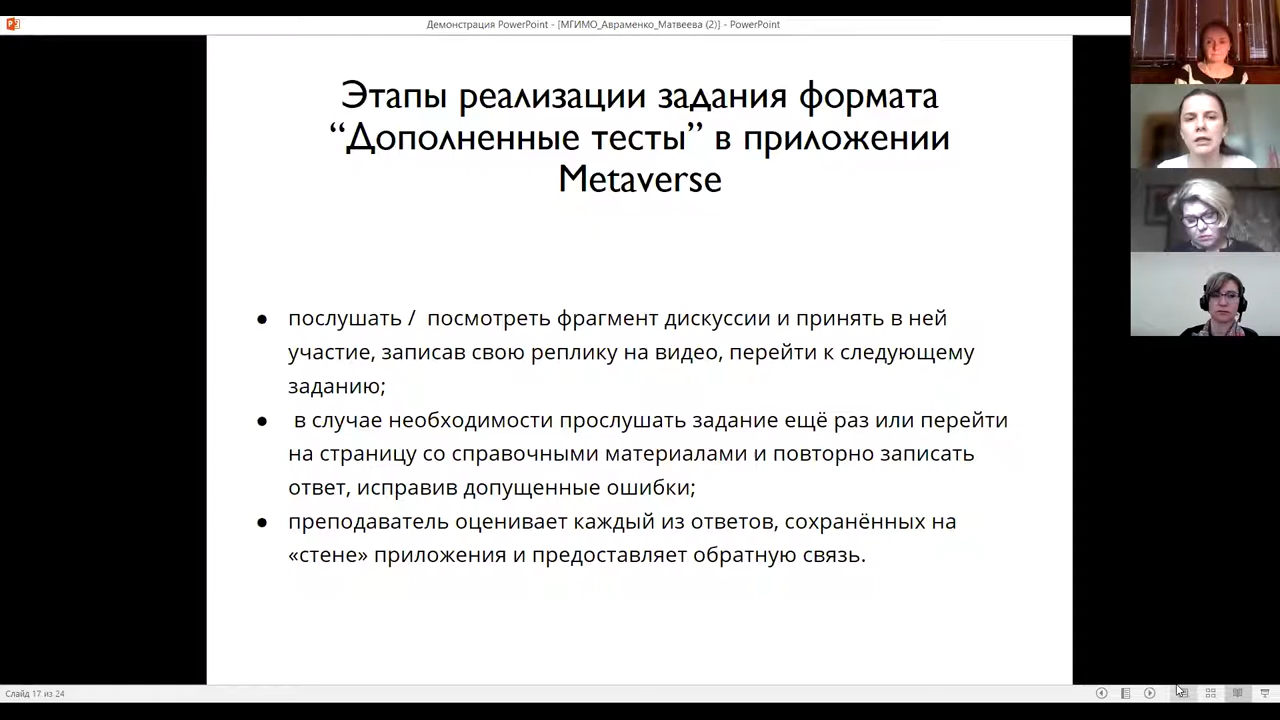 Демонстрация PowerPoint - [МГИМО_Авраменко_Матвеева (2)] - PowerPoint
Этапы реализации задания формата
“Дополненные тесты” в приложении
Metaverse
● послушать /  посмотреть фрагмент дискуссии и принять в ней
участие, записав свою реплику на видео, перейти к следующему
заданию;
● в случае необходимости прослушать задание ещё раз или перейти
на страницу со справочными материалами и повторно записать
ответ, исправив допущенные ошибки;
● преподаватель оценивает каждый из ответов, сохранённых на
«стене» приложения и предоставляет обратную связь.
Слайд 17 из 24